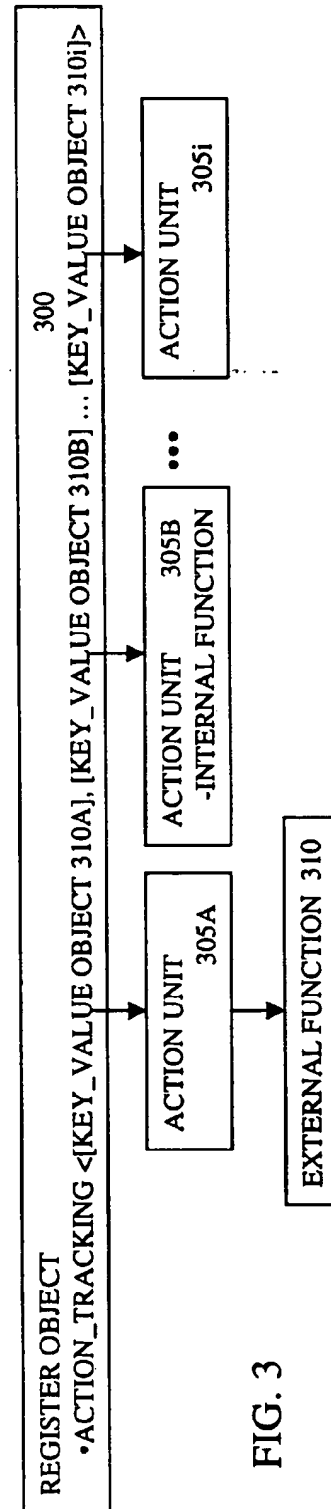 REGISTER OBJECT 300
•ACTION_TRACKING <[KEY_VALUE OBJECT 310A], [KEY_VALUE OBJECT 310B] ... [KEY_VALUE OBJECT 310i]>
ACTION UNIT
305A
ACTION UNIT 305B
-INTERNAL FUNCTION
•••
ACTION UNIT
305i
EXTERNAL FUNCTION 310
FIG. 3